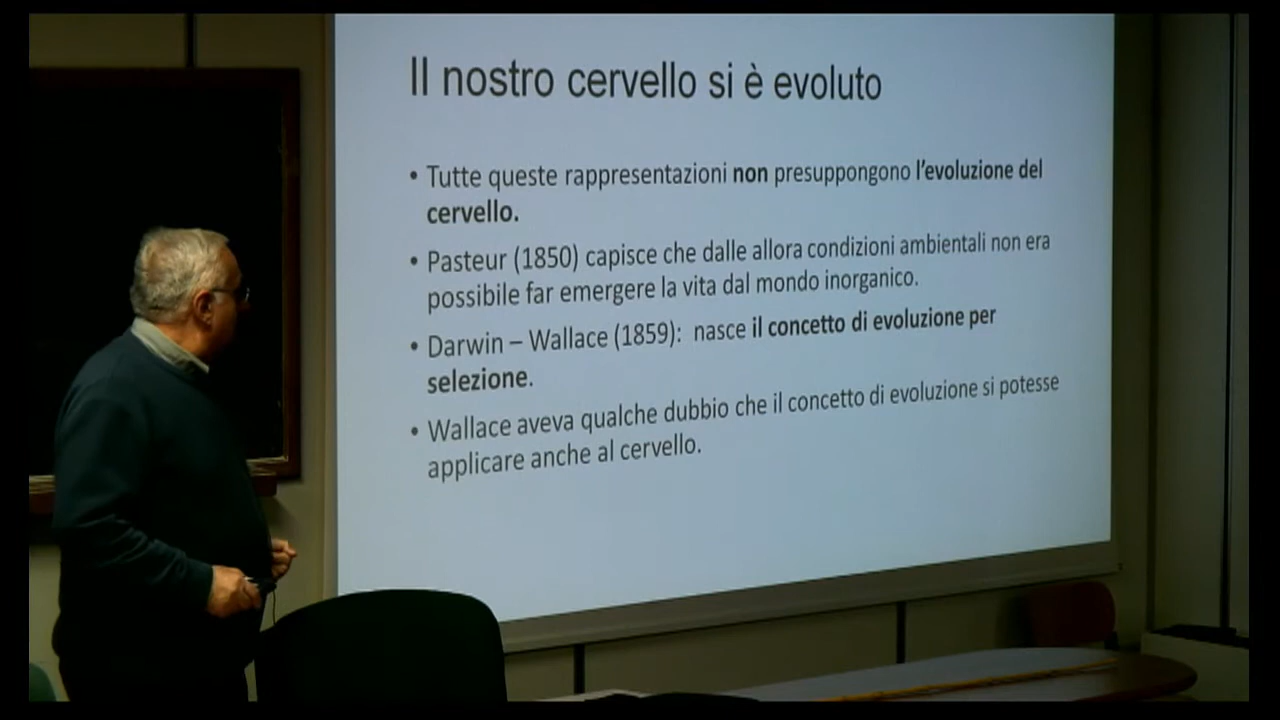 Il nostro cervello si è evoluto
• Tutte queste rappresentazioni non presuppongono l'evoluzione del
cervello.
• Pasteur (1850) capisce che dalle allora condizioni ambientali non era
possibile far emergere la vita dal mondo inorganico.
• Darwin – Wallace (1859): nasce il concetto di evoluzione per
selezione.
• Wallace aveva qualche dubbio che il concetto di evoluzione si potesse
applicare anche al cervello.